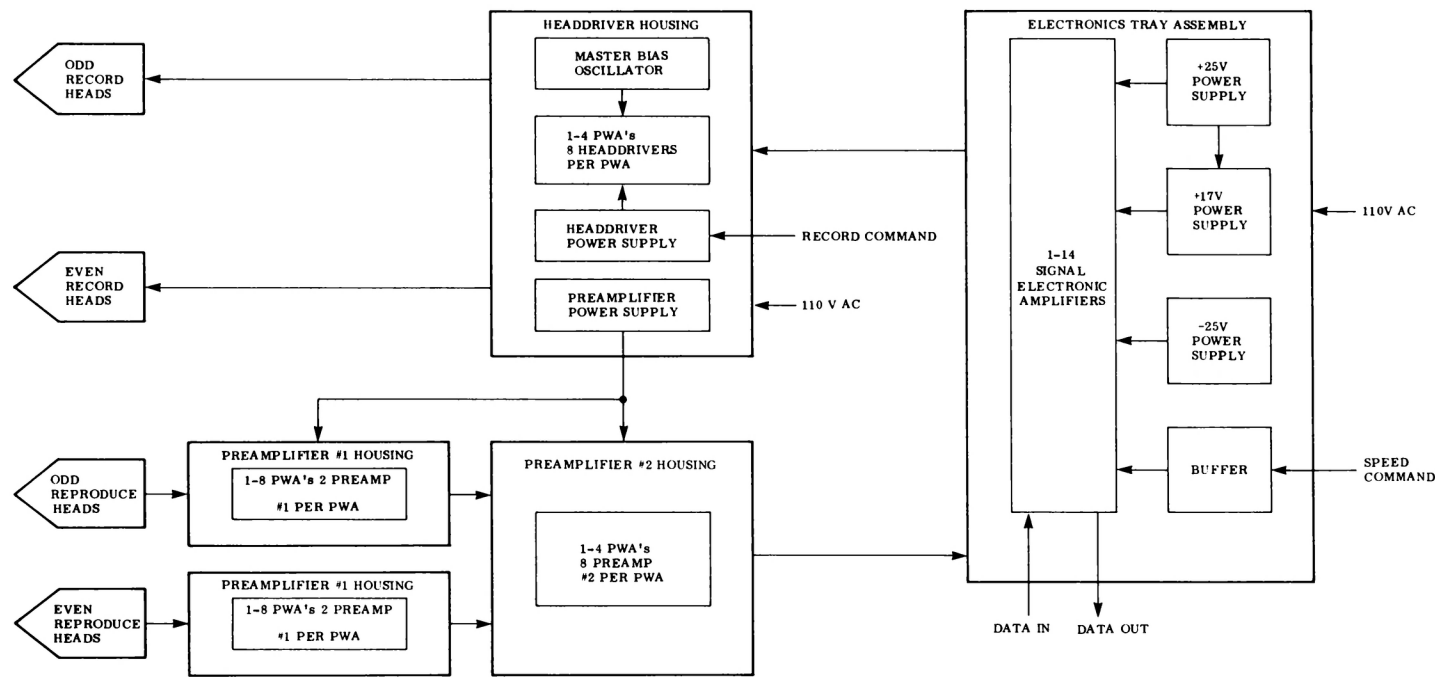 ODD
RECORD
HEADS
EVEN
RECORD
HEADS
HEADDRIVER HOUSING
MASTER BIAS
OSCILLATOR
1-4 PWA's
8 HEADDRIVERS
PER PWA
HEADDRIVER
POWER SUPPLY
RECORD COMMAND
PREAMPLIFIER
POWER SUPPLY
110 V AC
ELECTRONICS TRAY ASSEMBLY
1-14
SIGNAL
ELECTRONIC
AMPLIFIERS
+25V
POWER
SUPPLY
+17V
POWER
SUPPLY
110V AC
-25V
POWER
SUPPLY
BUFFER
SPEED
COMMAND
DATA IN
DATA OUT
ODD
REPRODUCE
HEADS
PREAMPLIFIER #1 HOUSING
1-8 PWA's 2 PREAMP
#1 PER PWA
EVEN
REPRODUCE
HEADS
PREAMPLIFIER #1 HOUSING
1-8 PWA's 2 PREAMP
#1 PER PWA
PREAMPLIFIER #2 HOUSING
1-4 PWA's
8 PREAMP
#2 PER PWA